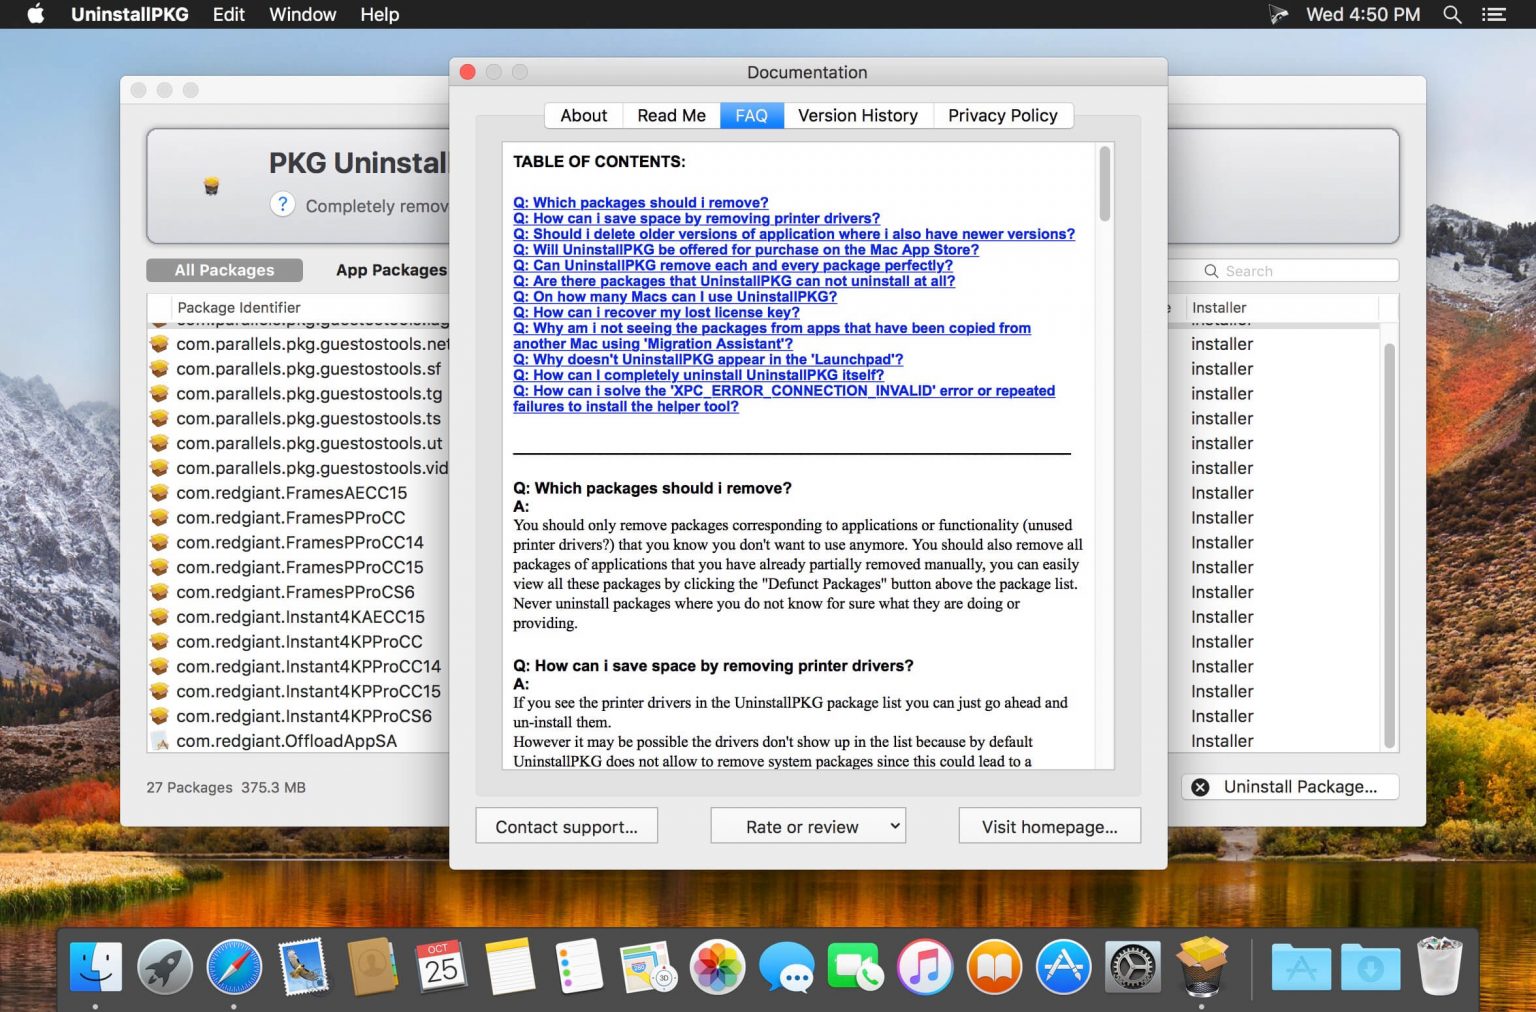 UninstallPKG Edit Window Help Wed 4:50 PM
Documentation
About Read Me FAQ Version History Privacy Policy
PKG Uninstal
? Completely remov
All Packages App Packages
Search
Package Identifier
Installer
TABLE OF CONTENTS:
Q: Which packages should i remove?
Q: How can i save space by removing printer drivers?
Q: Should i delete older versions of application where i also have newer versions?
Q: Will UninstallPKG be offered for purchase on the Mac App Store?
Q: Can UninstallPKG remove each and every package perfectly?
Q: Are there packages that UninstallPKG can not uninstall at all?
Q: On how many Macs can I use UninstallPKG?
Q: How can i recover my lost license key?
Q: Why am i not seeing the packages from apps that have been copied from
another Mac using 'Migration Assistant'?
Q: Why doesn't UninstallPKG appear in the 'Launchpad'?
Q: How can I completely uninstall UninstallPKG itself?
Q: How can i solve the 'XPC_ERROR_CONNECTION_INVALID' error or repeated
failures to install the helper tool?
Q: Which packages should i remove?
A:
You should only remove packages corresponding to applications or functionality (unused
printer drivers?) that you know you don't want to use anymore. You should also remove all
packages of applications that you have already partially removed manually, you can easily
view all these packages by clicking the "Defunct Packages" button above the package list.
Never uninstall packages where you do not know for sure what they are doing or
providing.
Q: How can i save space by removing printer drivers?
A:
If you see the printer drivers in the UninstallPKG package list you can just go ahead and
un-install them.
However it may be possible the drivers don't show up in the list because by default
UninstallPKG does not allow to remove system packages since this could lead to a
com.parallels.pkg.guestostools.net installer
com.parallels.pkg.guestostools.sf installer
com.parallels.pkg.guestostools.tg installer
com.parallels.pkg.guestostools.ts installer
com.parallels.pkg.guestostools.ut installer
com.parallels.pkg.guestostools.vid installer
com.redgiant.FramesAECC15 Installer
com.redgiant.FramesPProCC Installer
com.redgiant.FramesPProCC14 Installer
com.redgiant.FramesPProCC15 Installer
com.redgiant.FramesPProCS6 Installer
com.redgiant.Instant4KAECC15 Installer
com.redgiant.Instant4KPProCC Installer
com.redgiant.Instant4KPProCC14 Installer
com.redgiant.Instant4KPProCC15 Installer
com.redgiant.Instant4KPProCS6 Installer
com.redgiant.OffloadAppSA Installer
27 Packages 375.3 MB
Uninstall Package...
Contact support... Rate or review Visit homepage...
OCT
25
280
3D